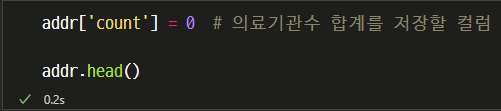 addr['count'] = 0  # 의료기관수 합계를 저장할 컬럼
addr.head()
0.2s